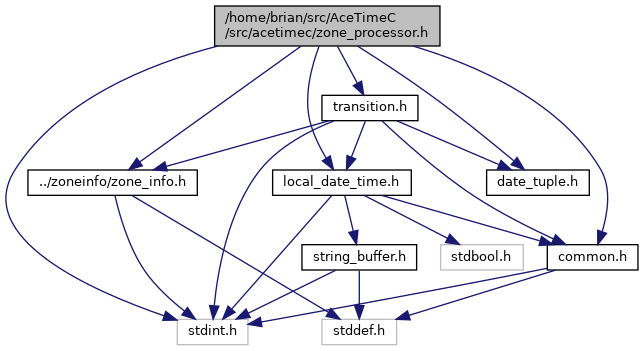 /home/brian/src/AceTimeC
/src/acetimec/zone_processor.h
transition.h
../zoneinfo/zone_info.h
local_date_time.h
date_tuple.h
string_buffer.h
stdbool.h
common.h
stdint.h
stddef.h